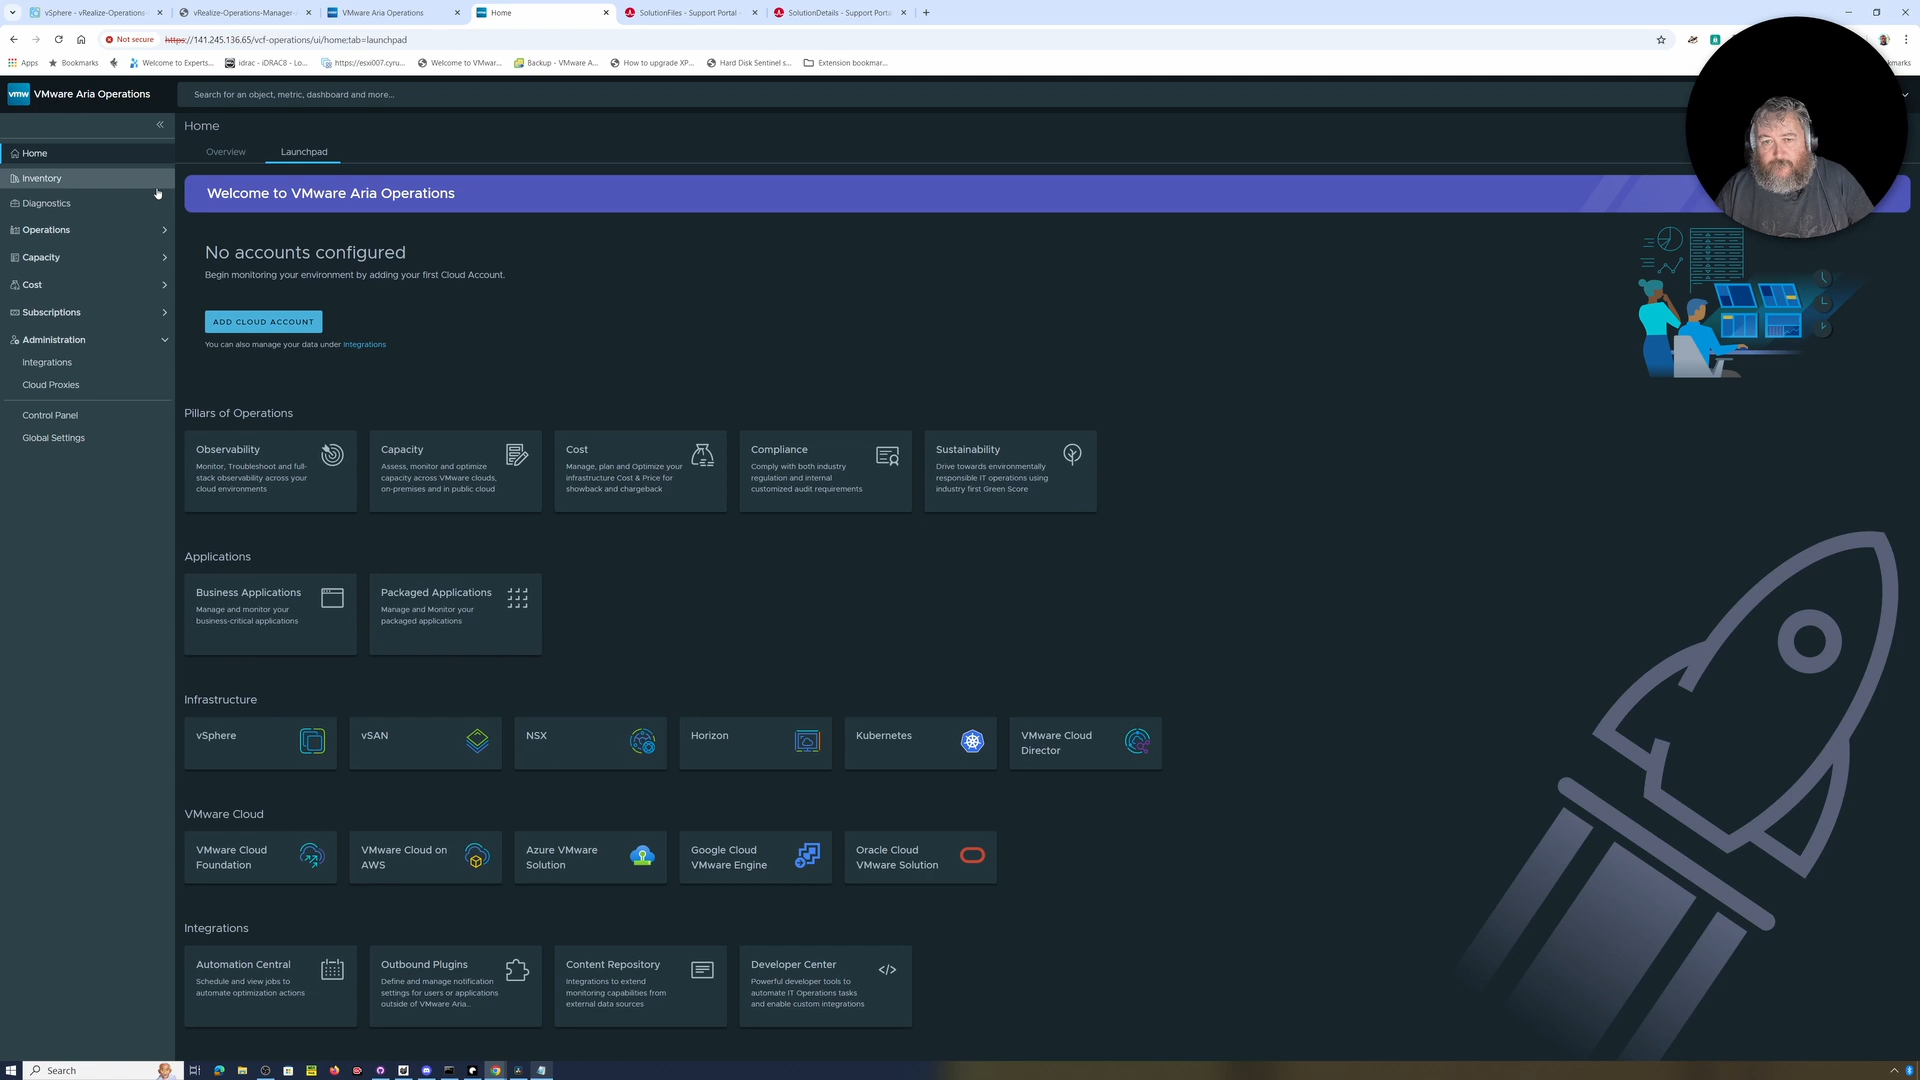 vSphere - vRealize-Operations-
vRealize-Operations-Manager-
VMware Aria Operations
Home
SolutionFiles - Support Portal -
SolutionDetails - Support Porta
Not secure
https://141.245.136.65/vcf-operations/ui/home;tab=launchpad
Apps
Bookmarks
Welcome to Experts...
idrac - iDRAC8 - Lo...
https://esxi007.cyru...
Welcome to VMwar...
Backup - VMware A...
How to upgrade XP...
Hard Disk Sentinel s...
Extension bookmar...
vmw
VMware Aria Operations
Search for an object, metric, dashboard and more...
Home
Inventory
Diagnostics
Operations
Capacity
Cost
Subscriptions
Administration
Integrations
Cloud Proxies
Control Panel
Global Settings
Home
Overview
Launchpad
Welcome to VMware Aria Operations
No accounts configured
Begin monitoring your environment by adding your first Cloud Account.
ADD CLOUD ACCOUNT
You can also manage your data under Integrations
Pillars of Operations
Observability
Monitor, Troubleshoot and full-
stack observability across your
cloud environments
Capacity
Assess, monitor and optimize
capacity across VMware clouds,
on-premises and in public cloud
Cost
Manage, plan and Optimize your
infrastructure Cost & Price for
showback and chargeback
Compliance
Comply with both industry
regulation and internal
customized audit requirements
Sustainability
Drive towards environmentally
responsible IT operations using
industry first Green Score
Applications
Business Applications
Manage and monitor your
business-critical applications
Packaged Applications
Manage and Monitor your
packaged applications
Infrastructure
vSphere
vSAN
NSX
Horizon
Kubernetes
VMware Cloud
Director
VMware Cloud
VMware Cloud
Foundation
VMware Cloud on
AWS
Azure VMware
Solution
Google Cloud
VMware Engine
Oracle Cloud
VMware Solution
Integrations
Automation Central
Schedule and view jobs to
automate optimization actions
Outbound Plugins
Define and manage notification
settings for users or applications
outside of VMware Aria...
Content Repository
Integrations to extend
monitoring capabilities from
external data sources
Developer Center
Powerful developer tools to
automate IT Operations tasks
and enable custom integrations
Search